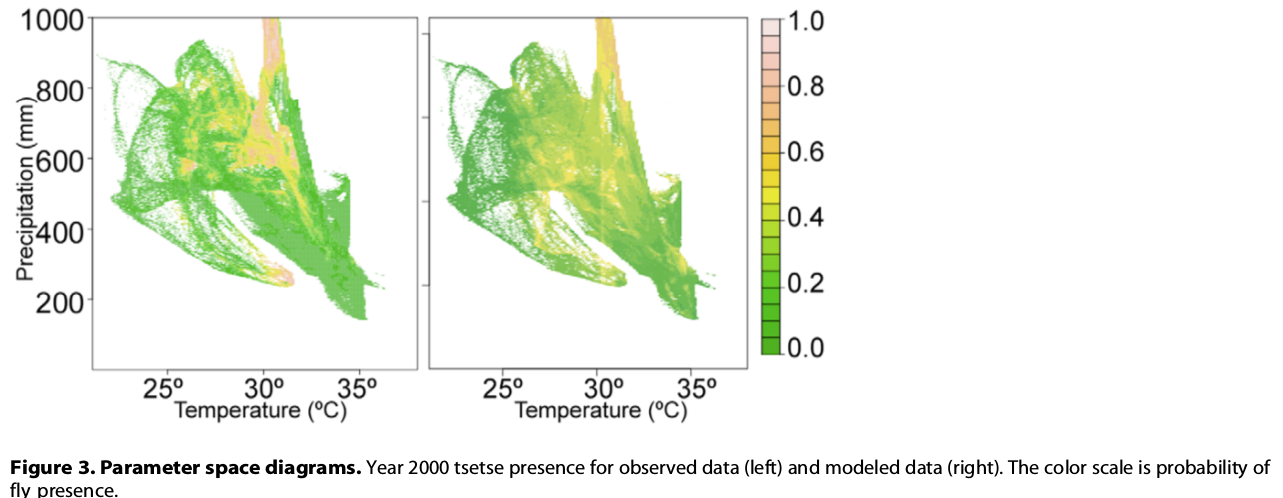 1000
800
600
400
200
Precipitation (mm)
25º 30º 35º
Temperature (ºC)
25º 30º 35º
Temperature (ºC)
1.0
0.8
0.6
0.4
0.2
0.0
Figure 3. Parameter space diagrams. Year 2000 tsetse presence for observed data (left) and modeled data (right). The color scale is probability of
fly presence.